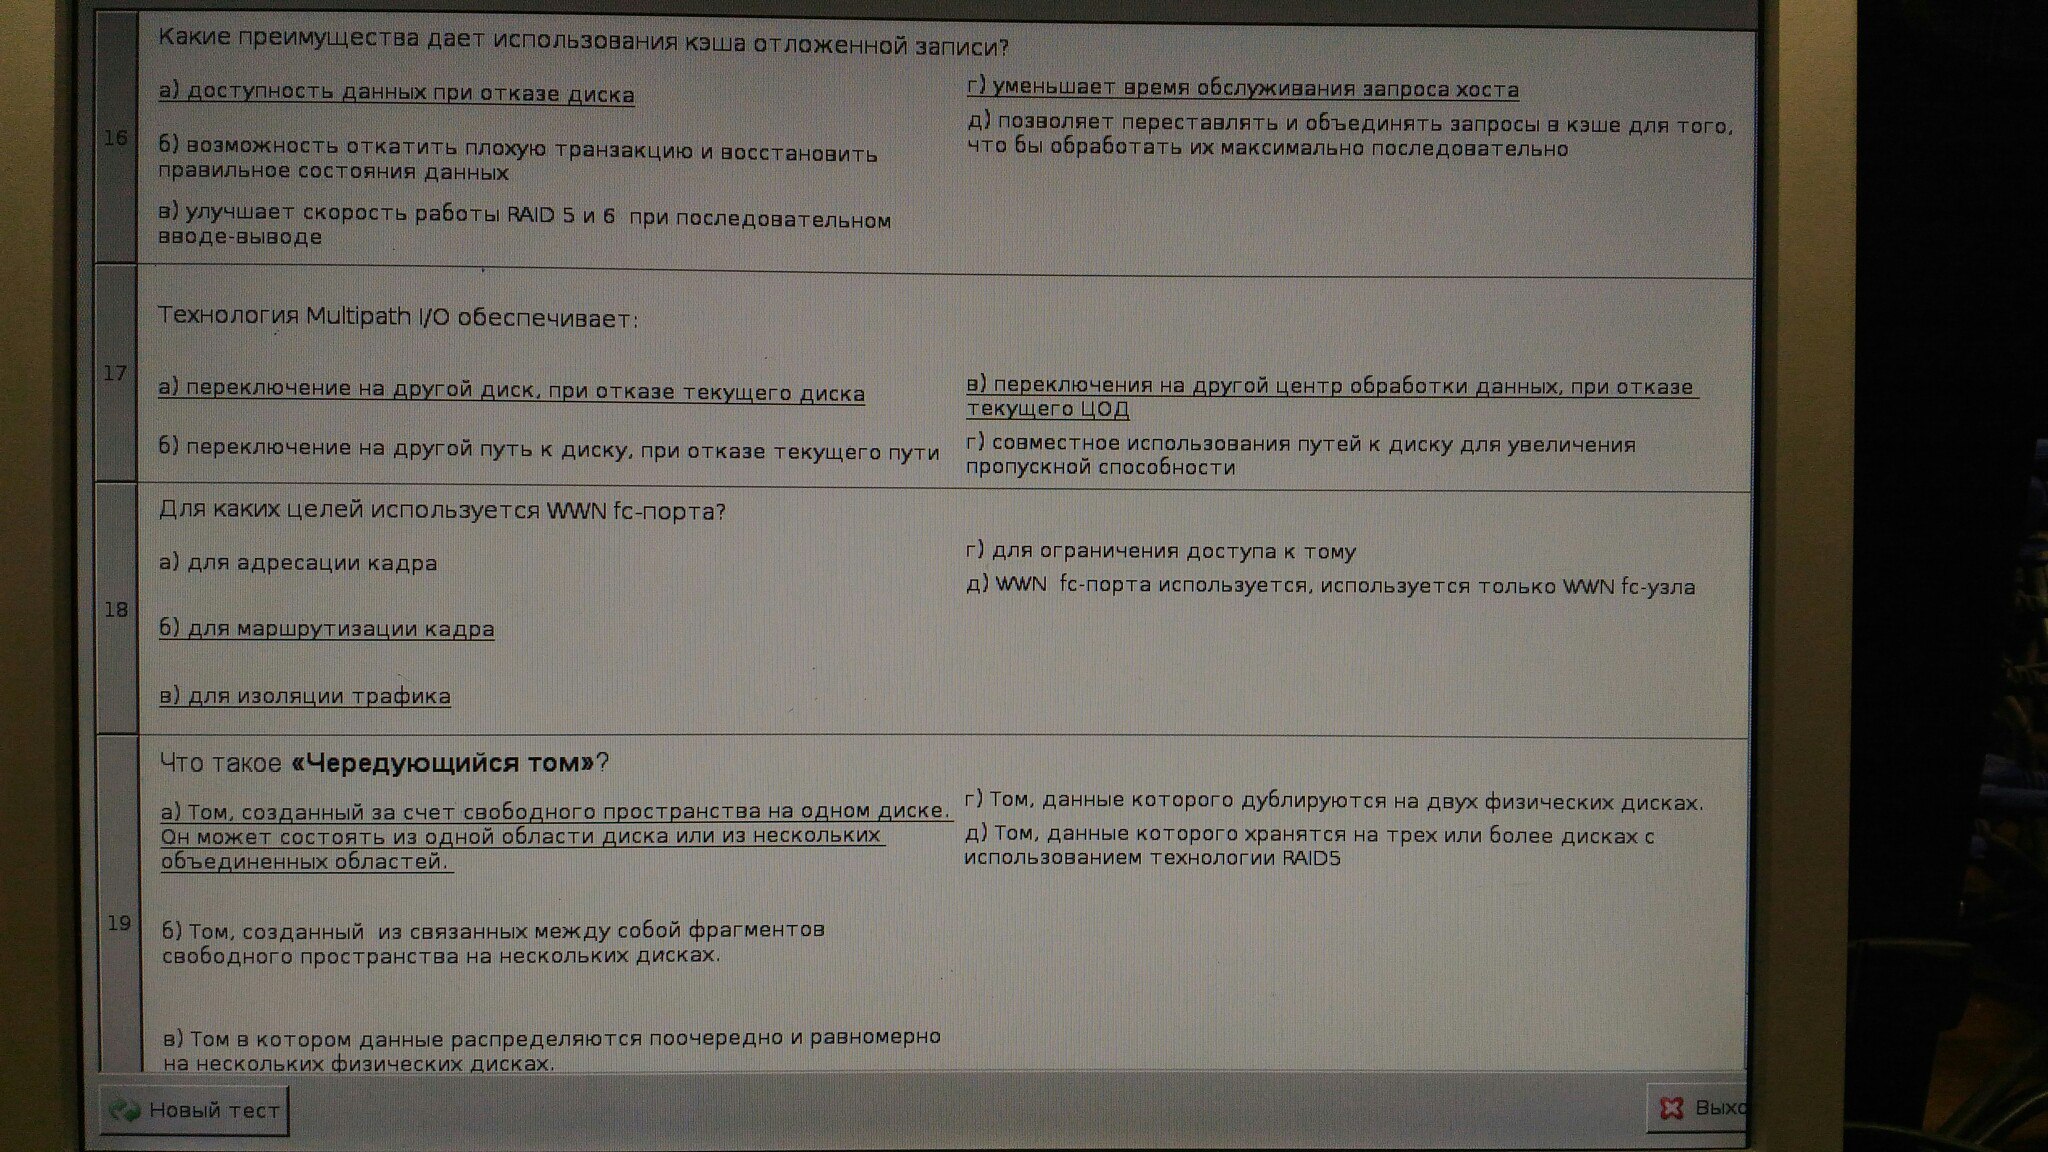 16
Какие преимущества дает использования кэша отложенной записи?
а) доступность данных при отказе диска
б) возможность откатить плохую транзакцию и восстановить
правильное состояния данных
в) улучшает скорость работы RAID 5 и 6 при последовательном
вводе-выводе
г) уменьшает время обслуживания запроса хоста
д) позволяет переставлять и объединять запросы в кэше для того,
что бы обработать их максимально последовательно
17
Технология Multipath I/O обеспечивает:
а) переключение на другой диск, при отказе текущего диска
б) переключение на другой путь к диску, при отказе текущего пути
в) переключения на другой центр обработки данных, при отказе
текущего ЦОД
г) совместное использования путей к диску для увеличения
пропускной способности
18
Для каких целей используется WWN fc-порта?
а) для адресации кадра
б) для маршрутизации кадра
в) для изоляции трафика
г) для ограничения доступа к тому
д) WWN fc-порта используется, используется только WWN fc-узла
19
Что такое «Чередующийся том»?
а) Том, созданный за счет свободного пространства на одном диске.
Он может состоять из одной области диска или из нескольких
объединенных областей.
б) Том, созданный из связанных между собой фрагментов
свободного пространства на нескольких дисках.
в) Том в котором данные распределяются поочередно и равномерно
на нескольких физических дисках.
г) Том, данные которого дублируются на двух физических дисках.
д) Том, данные которого хранятся на трех или более дисках с
использованием технологии RAID5
Новый тест
Выхо